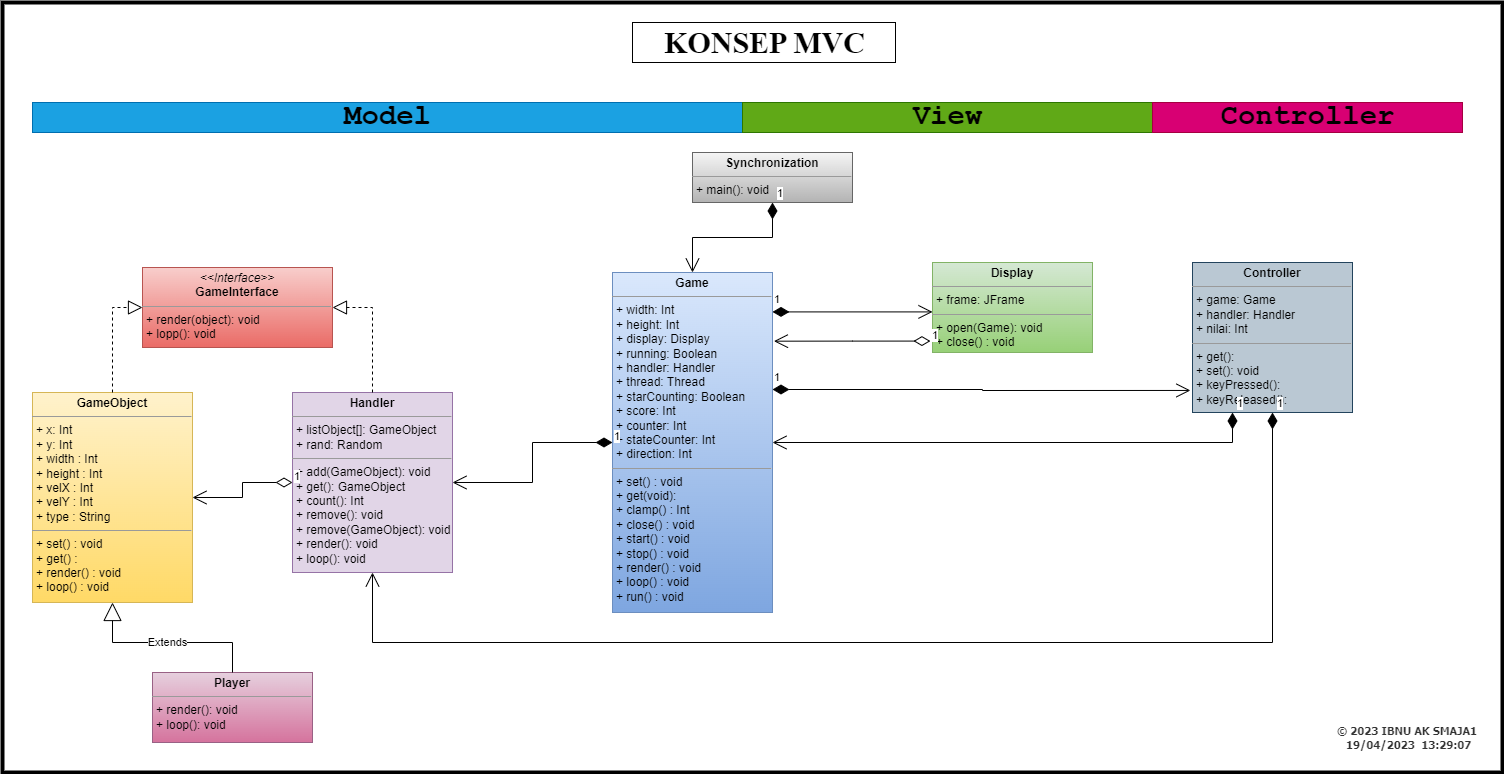 KONSEP MVC
Model
View
Controller
Synchronization
+ main(): void
1
<<Interface>>
GameInterface
+ render(object): void
+ lopp(): void
GameObject
+ x: Int
+ y: Int
+ width : Int
+ height : Int
+ velX : Int
+ velY : Int
+ type : String
+ set() : void
+ get() :
+ render() : void
+ loop() : void
Handler
+ listObject[]: GameObject
+ rand: Random
+ add(GameObject): void
1
+ get(): GameObject
+ count(): Int
+ remove(): void
+ remove(GameObject): void
+ render(): void
+ loop(): void
Extends
Player
+ render(): void
+ loop(): void
Game
+ width: Int
+ height: Int
+ display: Display
+ running: Boolean
+ handler: Handler
+ thread: Thread
+ starCounting: Boolean
+ score: Int
+ counter: Int
1
+ stateCounter: Int
+ direction: Int
+ set() : void
+ get(void):
+ clamp() : Int
+ close() : void
+ start() : void
+ stop() : void
+ render() : void
+ loop() : void
+ run() : void
1
1
Display
+ frame: JFrame
+ open(Game): void
1
+ close() : void
Controller
+ game: Game
+ handler: Handler
+ nilai: Int
+ get():
+ set(): void
+ keyPressed():
+ keyReleased():
1
1
© 2023 IBNU AK SMAJA1
19/04/2023 13:29:07